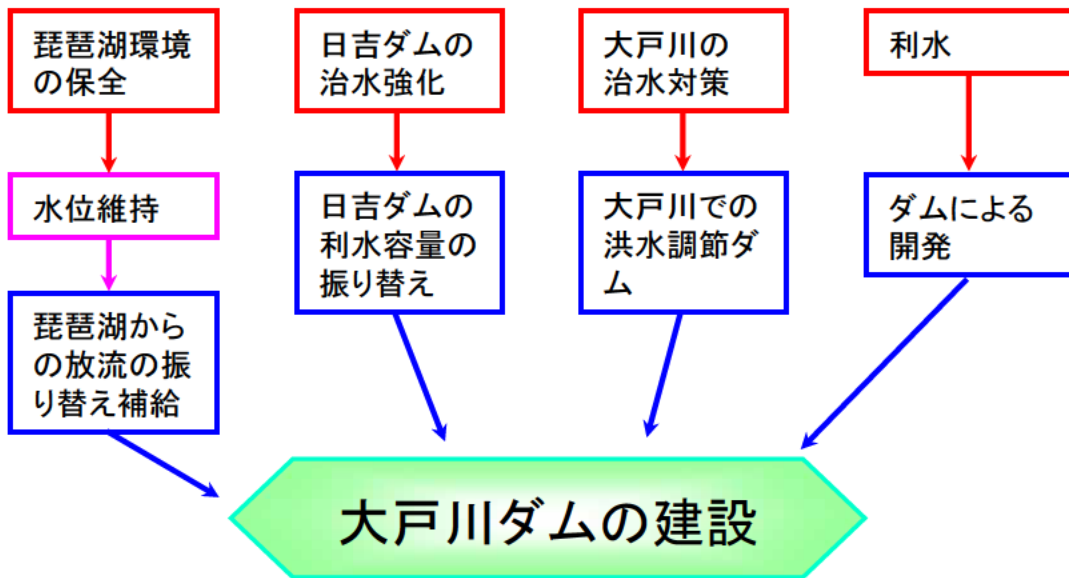 琵琶湖環境
の保全
日吉ダムの
治水強化
大戸川の
治水対策
利水
水位維持
日吉ダムの
利水容量の
振り替え
大戸川での
洪水調節ダ
ム
ダムによる
開発
琵琶湖から
の放流の振
り替え補給
大戸川ダムの建設